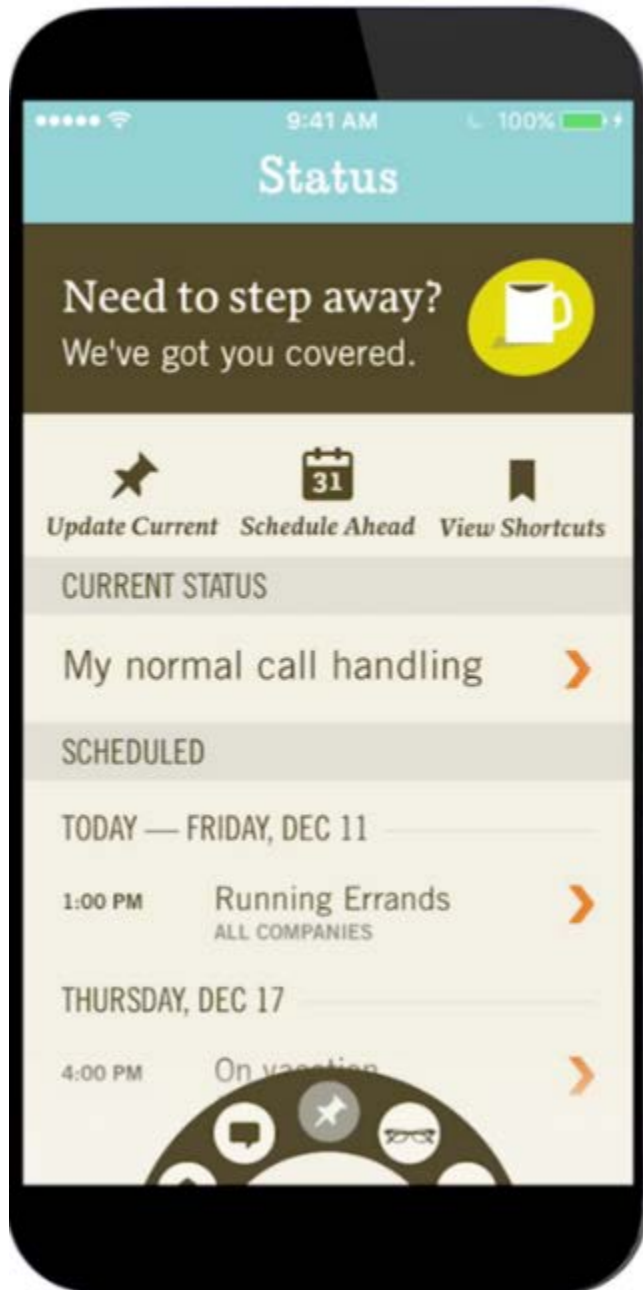 9:41 AM 100%
Status
Need to step away?
We've got you covered.
31
Update Current Schedule Ahead View Shortcuts
CURRENT STATUS
My normal call handling
SCHEDULED
TODAY — FRIDAY, DEC 11
1:00 PM Running Errands
ALL COMPANIES
THURSDAY, DEC 17
4:00 PM On vacation